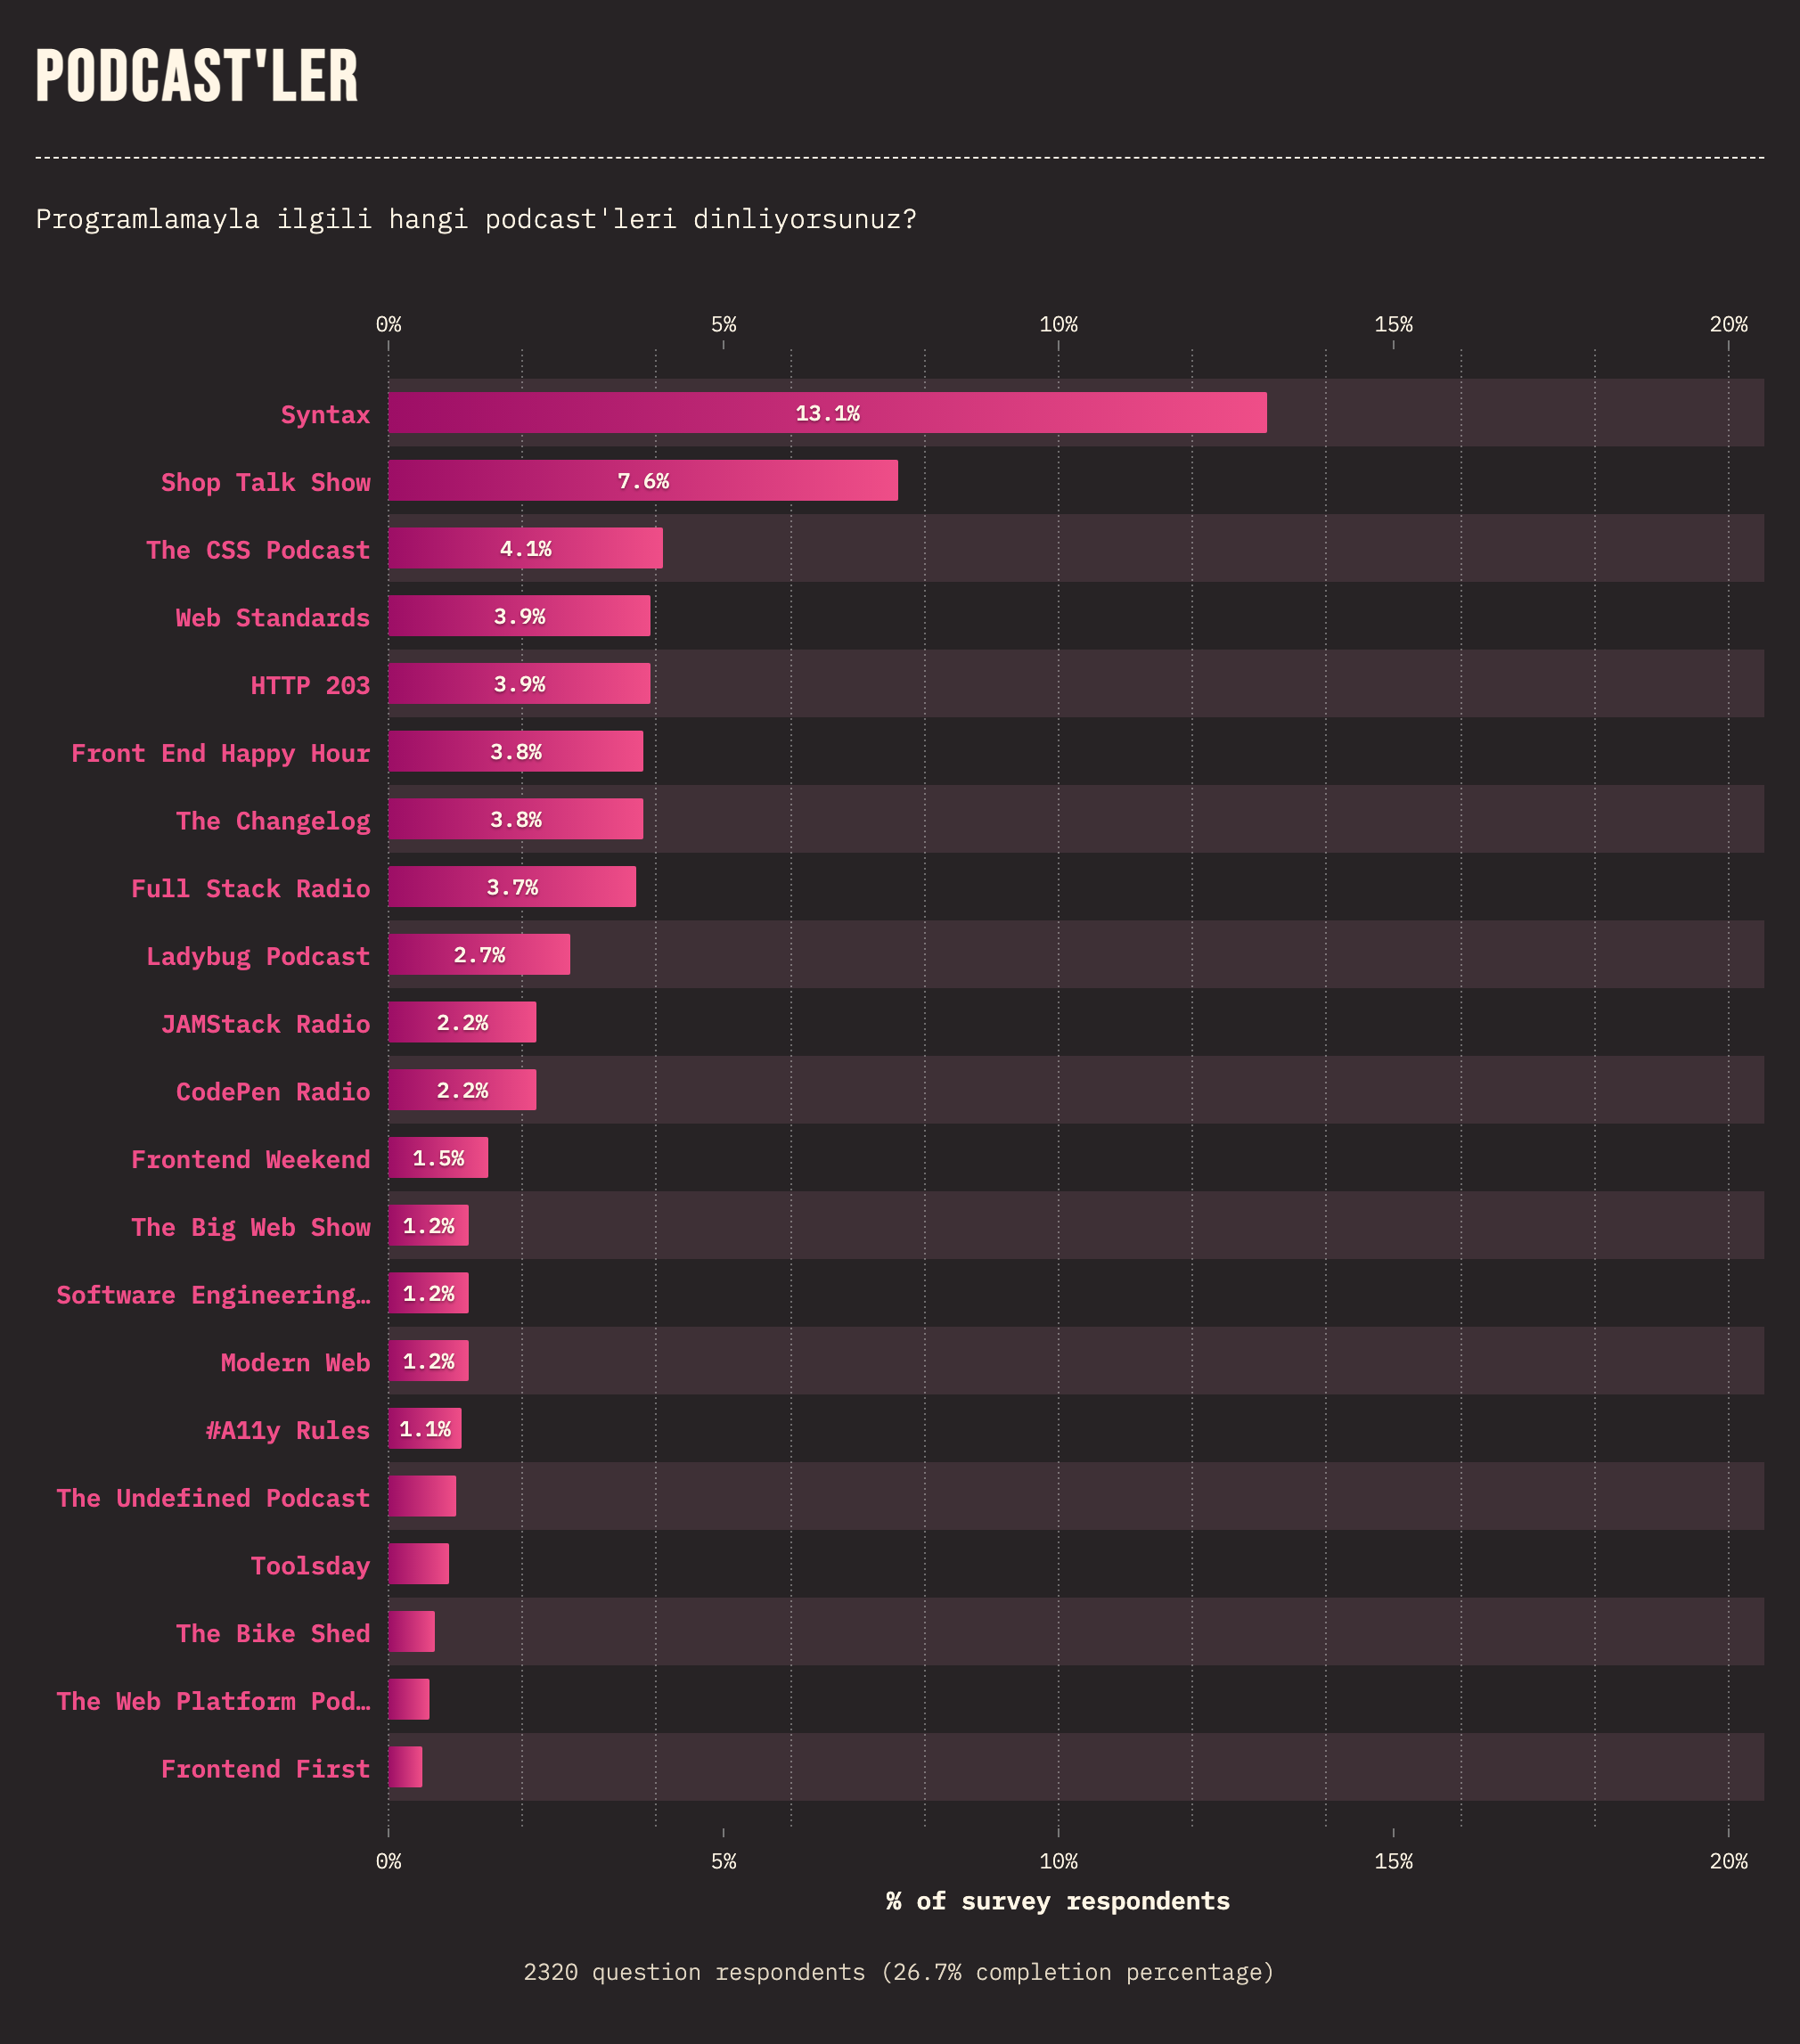 PODCAST'LER
Programlamayla ilgili hangi podcast'leri dinliyorsunuz?
0% 5% 10% 15% 20%
Syntax 13.1%
Shop Talk Show 7.6%
The CSS Podcast 4.1%
Web Standards 3.9%
HTTP 203 3.9%
Front End Happy Hour 3.8%
The Changelog 3.8%
Full Stack Radio 3.7%
Ladybug Podcast 2.7%
JAMStack Radio 2.2%
CodePen Radio 2.2%
Frontend Weekend 1.5%
The Big Web Show 1.2%
Software Engineering… 1.2%
Modern Web 1.2%
#A11y Rules 1.1%
The Undefined Podcast
Toolsday
The Bike Shed
The Web Platform Pod…
Frontend First
0% 5% 10% 15% 20%
% of survey respondents
2320 question respondents (26.7% completion percentage)